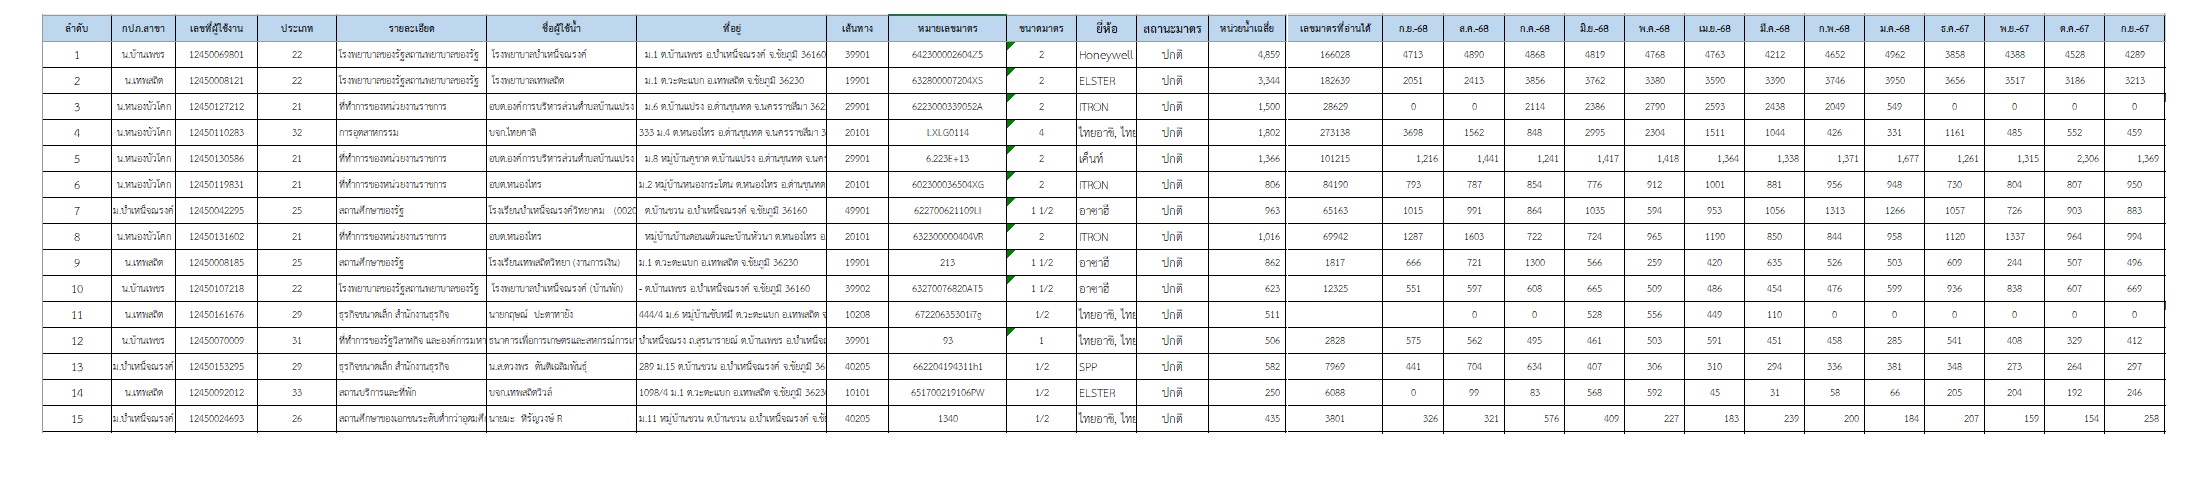 ลำดับ กปภ.สาขา เลขที่ผู้ใช้งาน ประเภท รายละเอียด ชื่อผู้ใช้น้ำ ที่อยู่ เส้นทาง หมายเลขมาตร ขนาดมาตร ยี่ห้อ สถานะมาตร หน่วยน้ำเฉลี่ย เลขมาตรที่อ่านได้ ก.ย.-68 ส.ค.-68 ก.ค.-68 มิ.ย.-68 พ.ค.-68 เม.ย.-68 มี.ค.-68 ก.พ.-68 ม.ค.-68 ธ.ค.-67 พ.ย.-67 ต.ค.-67 ก.ย.-67
1 น.บ้านเพชร 12450069801 22 โรงพยาบาลของรัฐสถานพยาบาลของรัฐ โรงพยาบาลบำเหน็จณรงค์ ม.1 ต.บ้านเพชร อ.บำเหน็จณรงค์ จ.ชัยภูมิ 36160 39901 642300002604Z5 2 Honeywell ปกติ 4,859 166028 4713 4890 4868 4819 4768 4763 4212 4652 4962 3858 4388 4528 4289
2 น.เทพสถิต 12450008121 22 โรงพยาบาลของรัฐสถานพยาบาลของรัฐ โรงพยาบาลเทพสถิต ม.1 ต.วะตะแบก อ.เทพสถิต จ.ชัยภูมิ 36230 19901 632800007204XS 2 ELSTER ปกติ 3,344 182639 2051 2413 3856 3762 3380 3590 3390 3746 3950 3656 3517 3186 3213
3 น.หนองบัวโคก 12450127212 21 ที่ทำการของหน่วยงานราชการ อบต.องค์การบริหารส่วนตำบลบ้านแปรง ม.6 ต.บ้านแปรง อ.ด่านขุนทด จ.นครราชสีมา 362 29901 6223000339052A 2 ITRON ปกติ 1,500 28629 0 0 2114 2386 2790 2593 2438 2049 549 0 0 0 0
4 น.หนองบัวโคก 12450110283 32 การอุตสาหกรรม บจก.ไทยคาลิ 333 ม.4 ต.หนองไทร อ.ด่านขุนทด จ.นครราชสีมา 3 20101 LXLG0114 4 ไทยอาซิ, ไทย ปกติ 1,802 273138 3698 1562 848 2995 2304 1511 1044 426 331 1161 485 552 459
5 น.หนองบัวโคก 12450130586 21 ที่ทำการของหน่วยงานราชการ อบต.องค์การบริหารส่วนตำบลบ้านแปรง ม.8 หมู่บ้านคูขาด ต.บ้านแปรง อ.ด่านขุนทด จ.นคร 29901 6.223E+13 2 เค็นท์ ปกติ 1,366 101215 1,216 1,441 1,241 1,417 1,418 1,364 1,338 1,371 1,677 1,261 1,315 2,306 1,369
6 น.หนองบัวโคก 12450119831 21 ที่ทำการของหน่วยงานราชการ อบต.หนองไทร ม.2 หมู่บ้านหนองกระโดน ต.หนองไทร อ.ด่านขุนทด 20101 602300036504XG 2 ITRON ปกติ 806 84190 793 787 854 776 912 1001 881 956 948 730 804 807 950
7 ม.บำเหน็จณรงค์ 12450042295 25 สถานศึกษาของรัฐ โรงเรียนบำเหน็จณรงค์วิทยาคม (0020 ต.บ้านชวน อ.บำเหน็จณรงค์ จ.ชัยภูมิ 36160 49901 622700621109LI 1 1/2 อาซาฮี ปกติ 963 65163 1015 991 864 1035 594 953 1056 1313 1266 1057 726 903 883
8 น.หนองบัวโคก 12450131602 21 ที่ทำการของหน่วยงานราชการ อบต.หนองไทร หมู่บ้านบ้านดอนแต้วและบ้านหัวนา ต.หนองไทร อ. 20101 632300000404VR 2 ITRON ปกติ 1,016 69942 1287 1603 722 724 965 1190 850 844 958 1120 1337 964 994
9 น.เทพสถิต 12450008185 25 สถานศึกษาของรัฐ โรงเรียนเทพสถิตวิทยา (งานการเงิน) ม.1 ต.วะตะแบก อ.เทพสถิต จ.ชัยภูมิ 36230 19901 213 1 1/2 อาซาฮี ปกติ 862 1817 666 721 1300 566 259 420 635 526 503 609 244 507 496
10 น.บ้านเพชร 12450107218 22 โรงพยาบาลของรัฐสถานพยาบาลของรัฐ โรงพยาบาลบำเหน็จณรงค์ (บ้านพัก) - ต.บ้านเพชร อ.บำเหน็จณรงค์ จ.ชัยภูมิ 36160 39902 63270076820AT5 1 1/2 อาซาฮี ปกติ 623 12325 551 597 608 665 509 486 454 476 599 936 838 607 669
11 น.เทพสถิต 12450161676 29 ธุรกิจขนาดเล็ก สำนักงานธุรกิจ นายกฤษณ์ ปะตาทายัง 444/4 ม.6 หมู่บ้านซับหมี ต.วะตะแบก อ.เทพสถิต จ 10208 67220635301i7g 1/2 ไทยอาซิ, ไทย ปกติ 511 0 0 528 556 449 110 0 0 0 0 0 0
12 น.บ้านเพชร 12450070009 31 ที่ทำการของรัฐวิสาหกิจ และองค์การมหา ธนาคารเพื่อการเกษตรและสหกรณ์การเก บำเหน็จณรง ถ.สุรนารายณ์ ต.บ้านเพชร อ.บำเหน็จณ 39901 93 1 ไทยอาซิ, ไทย ปกติ 506 2828 575 562 495 461 503 591 451 458 285 541 408 329 412
13 ม.บำเหน็จณรงค์ 12450153295 29 ธุรกิจขนาดเล็ก สำนักงานธุรกิจ น.ส.ดวงพร ตันติเฉลิมพันธุ์ 289 ม.15 ต.บ้านชวน อ.บำเหน็จณรงค์ จ.ชัยภูมิ 36 40205 662204194311h1 1/2 SPP ปกติ 582 7969 441 704 634 407 306 310 294 336 381 348 273 264 297
14 น.เทพสถิต 12450092012 33 สถานบริการและที่พัก บจก.เทพสถิตวิวล์ 1098/4 ม.1 ต.วะตะแบก อ.เทพสถิต จ.ชัยภูมิ 3623 10101 651700219106PW 1/2 ELSTER ปกติ 250 6088 0 99 83 568 592 45 31 58 66 205 204 192 246
15 ม.บำเหน็จณรงค์ 12450024693 26 สถานศึกษาของเอกชนระดับต่ำกว่าอุดมศึ นายมะ หิรัญวงษ์ R ม.11 หมู่บ้านชวน ต.บ้านชวน อ.บำเหน็จณรงค์ จ.ชั 40205 1340 1/2 ไทยอาซิ, ไทย ปกติ 435 3801 326 321 576 409 227 183 239 200 184 207 159 154 258